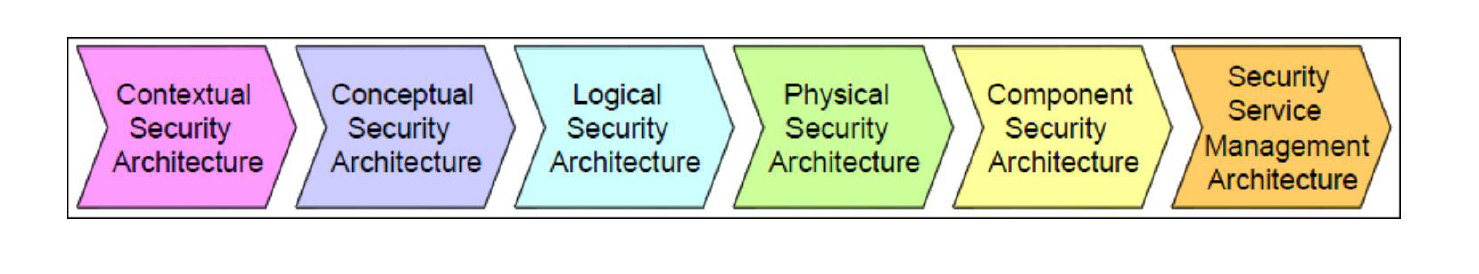 Contextual
Security
Architecture
Conceptual
Security
Architecture
Logical
Security
Architecture
Physical
Security
Architecture
Component
Security
Architecture
Security
Service
Management
Architecture